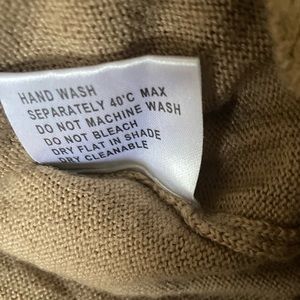 HAND WASH
SEPARATELY 40°C MAX
DO NOT MACHINE WASH
DO NOT BLEACH
DRY FLAT IN SHADE
DRY CLEANABLE